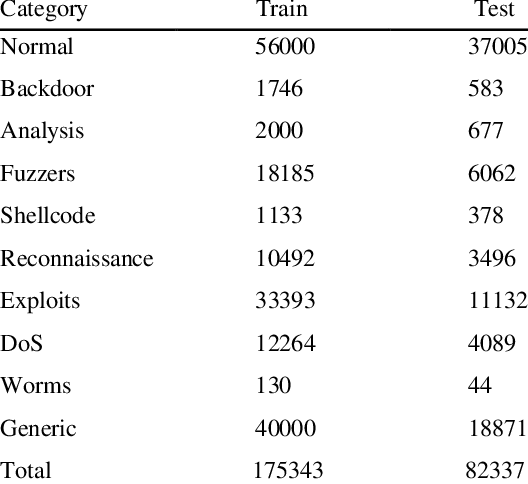 Category Train Test
Normal 56000 37005
Backdoor 1746 583
Analysis 2000 677
Fuzzers 18185 6062
Shellcode 1133 378
Reconnaissance 10492 3496
Exploits 33393 11132
DoS 12264 4089
Worms 130 44
Generic 40000 18871
Total 175343 82337